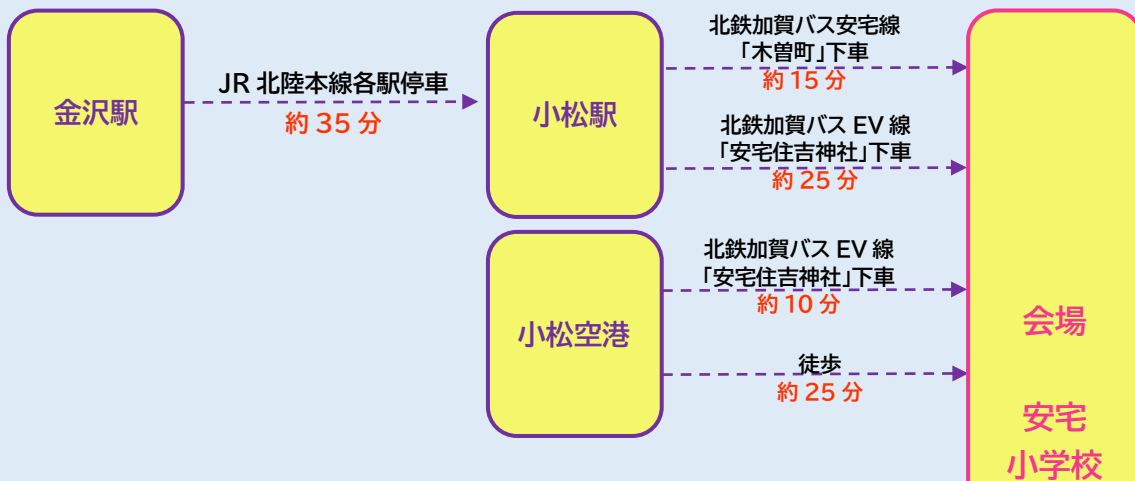 金沢駅
JR 北陸本線各駅停車
約 35 分
小松駅
北鉄加賀バス安宅線
「木曽町」下車
約 15 分
北鉄加賀バス EV 線
「安宅住吉神社」下車
約 25 分
小松空港
北鉄加賀バス EV 線
「安宅住吉神社」下車
約 10 分
徒歩
約 25 分
会場
安宅
小学校